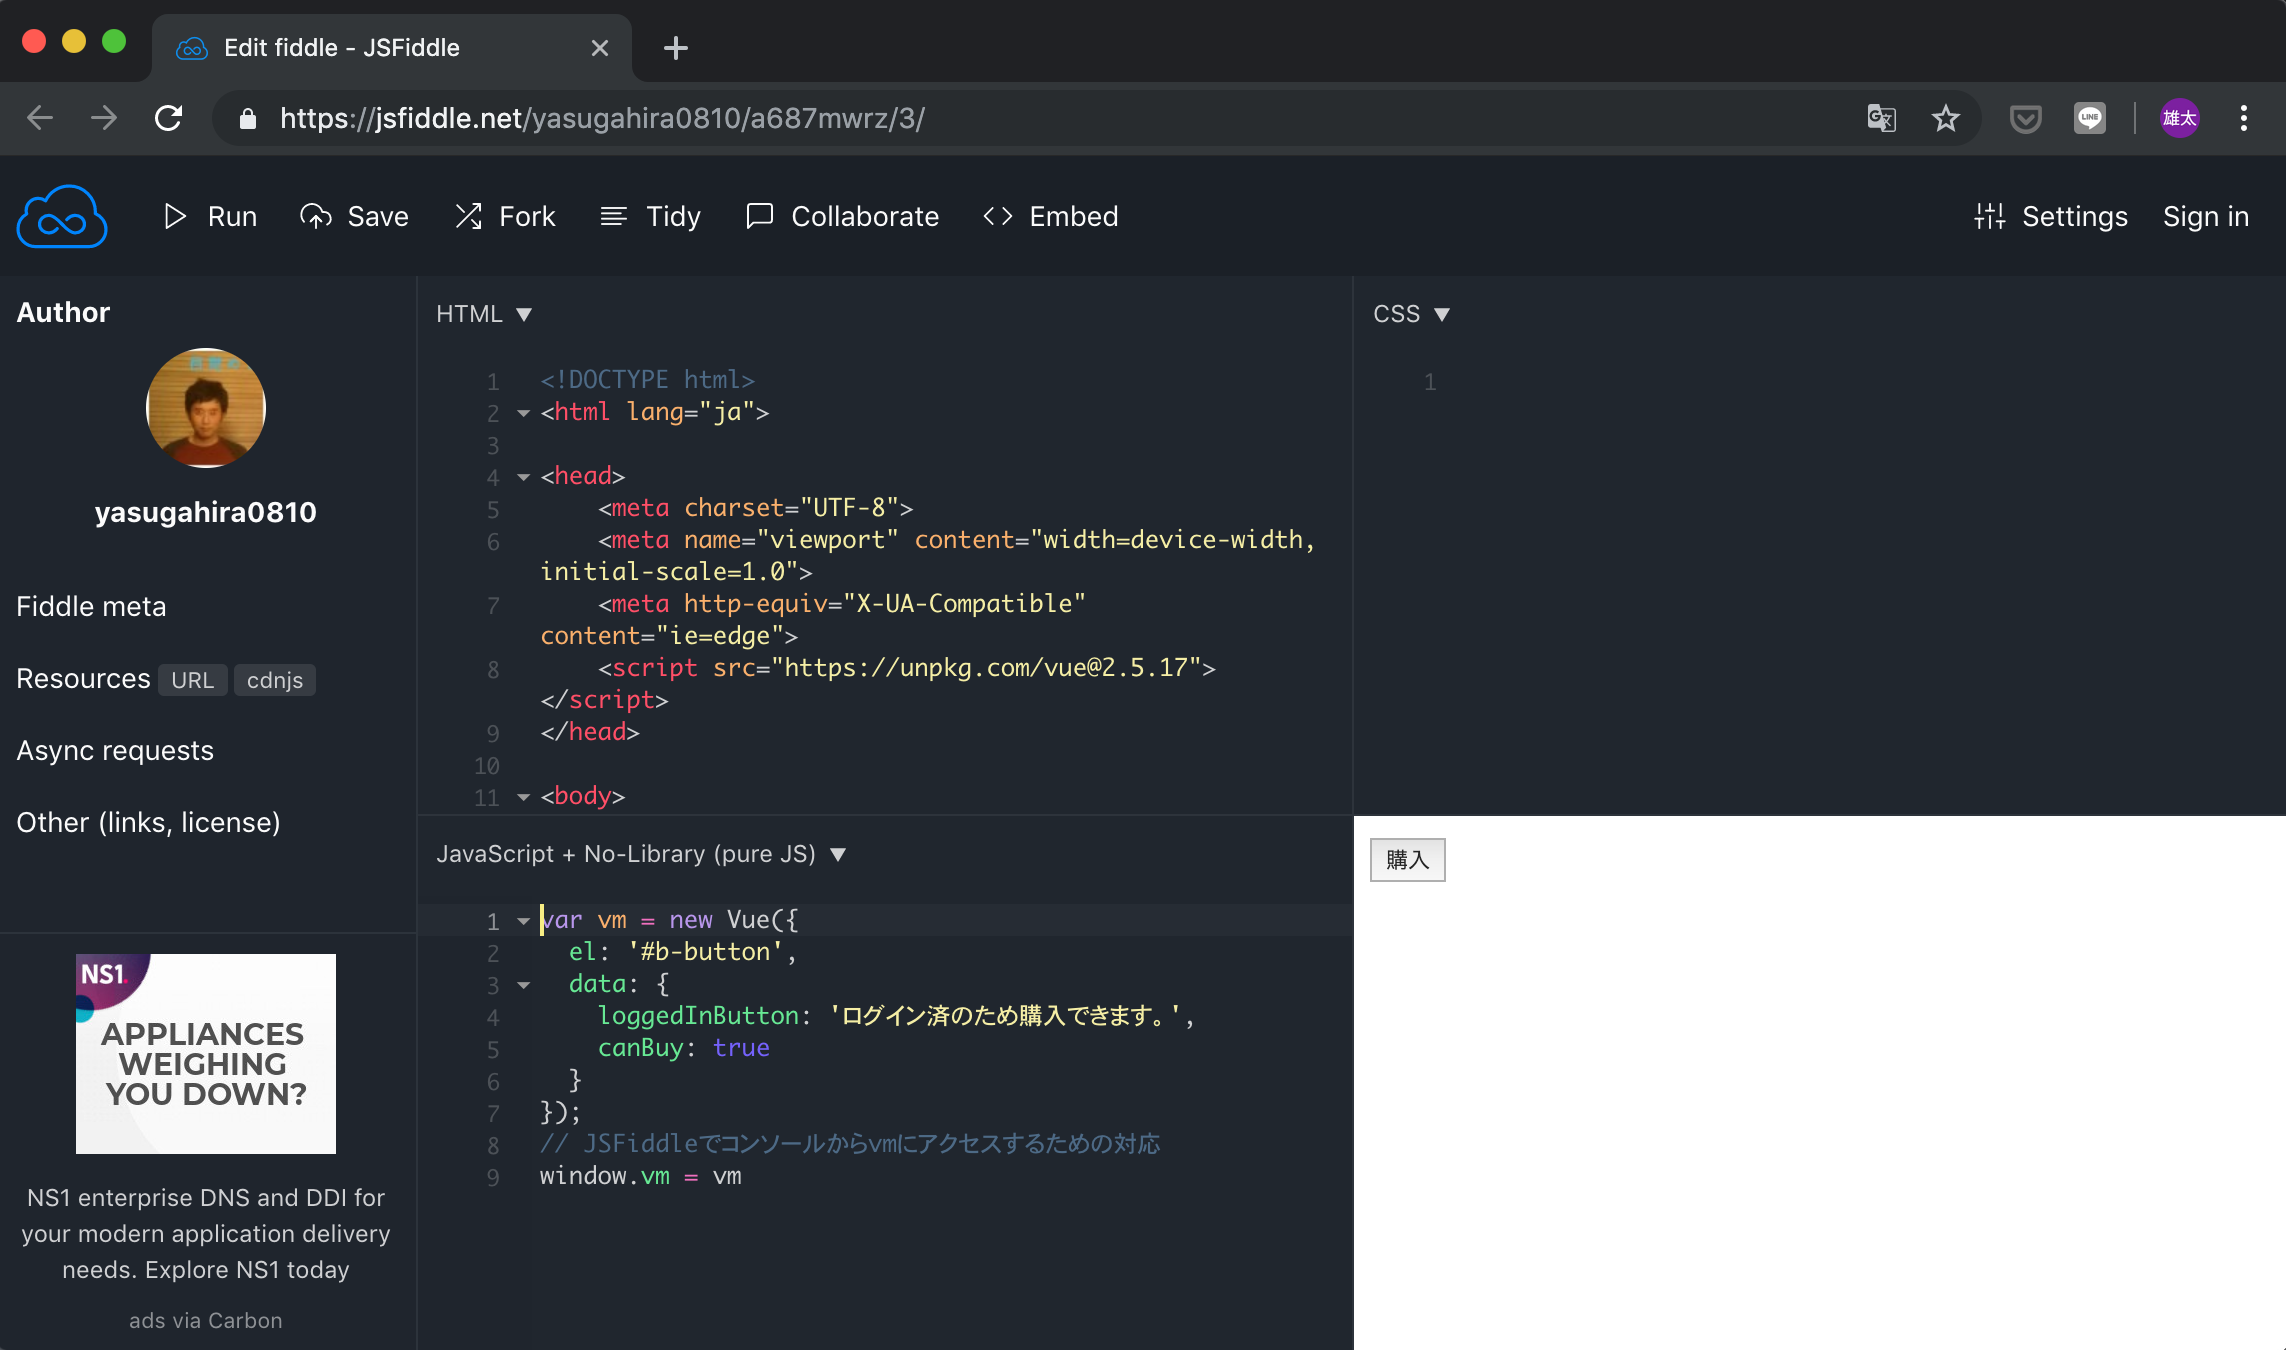 Edit fiddle - JSFiddle
https://jsfiddle.net/yasugahira0810/a687mwrz/3/
LINE
雄太
Run
Save
Fork
Tidy
Collaborate
Embed
Settings
Sign in
Author
yasugahira0810
Fiddle meta
Resources URL cdnjs
Async requests
Other (links, license)
NS1.
APPLIANCES
WEIGHING
YOU DOWN?
NS1 enterprise DNS and DDI for
your modern application delivery
needs. Explore NS1 today
ads via Carbon
HTML ▼
1 <!DOCTYPE html>
2 <html lang="ja">
3
4 <head>
5 <meta charset="UTF-8">
6 <meta name="viewport" content="width=device-width,
initial-scale=1.0">
7 <meta http-equiv="X-UA-Compatible"
content="ie=edge">
8 <script src="https://unpkg.com/vue@2.5.17">
</script>
9 </head>
10
11 <body>
CSS ▼
1
JavaScript + No-Library (pure JS) ▼
1 var vm = new Vue({
2 el: '#b-button',
3 data: {
4 loggedInButton: 'ログイン済のため購入できます。',
5 canBuy: true
6 }
7 });
8 // JSFiddleでコンソールからvmにアクセスするための対応
9 window.vm = vm
購入